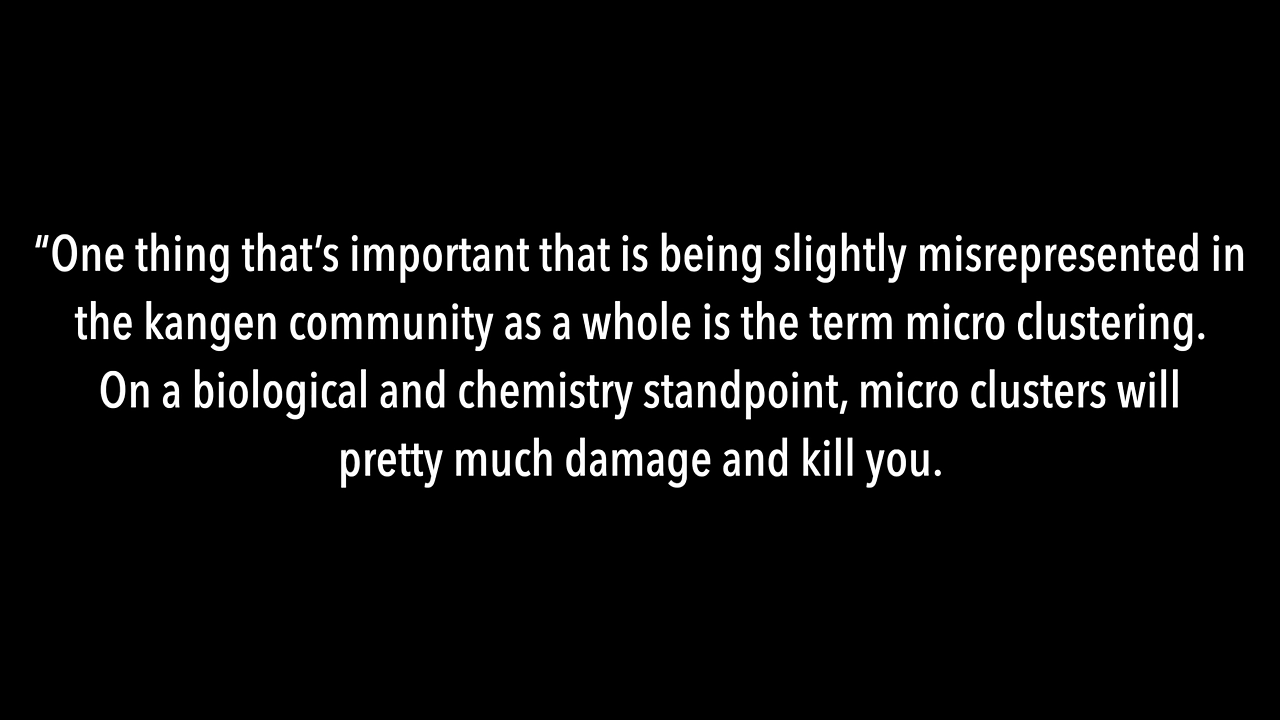 “One thing that’s important that is being slightly misrepresented in
the kangen community as a whole is the term micro clustering.
On a biological and chemistry standpoint, micro clusters will
pretty much damage and kill you.